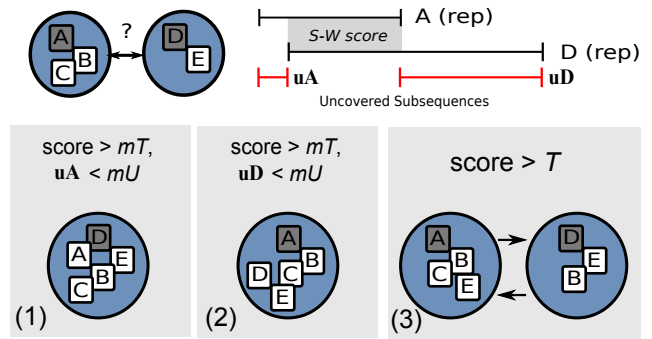 A
B
C
?
D
E
A (rep)
S-W score
D (rep)
uA
uD
Uncovered Subsequences
score > mT,
uA < mU
D
A
E
B
C
(1)
score > mT,
uD < mU
A
B
D
C
E
(2)
score > T
A
B
C
E
D
E
B
(3)